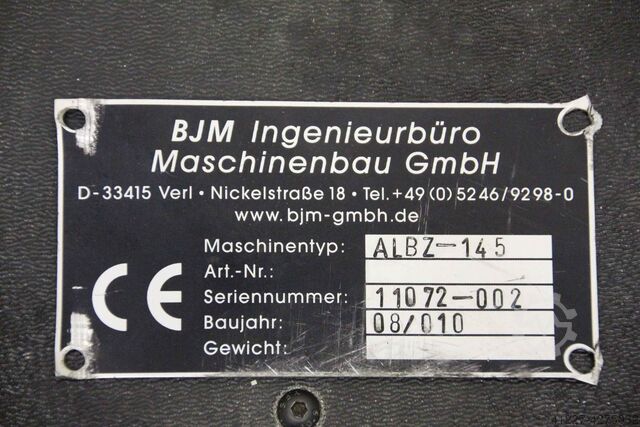 BJM Ingenieurbüro
Maschinenbau GmbH
D-33415 Verl • Nickelstraße 18 • Tel.+49(0)5246/9298-0
www.bjm-gmbh.de
Maschinentyp: ALBZ-145
Art.-Nr.:
Seriennummer: 11072-002
Baujahr: 08/010
Gewicht:
CE